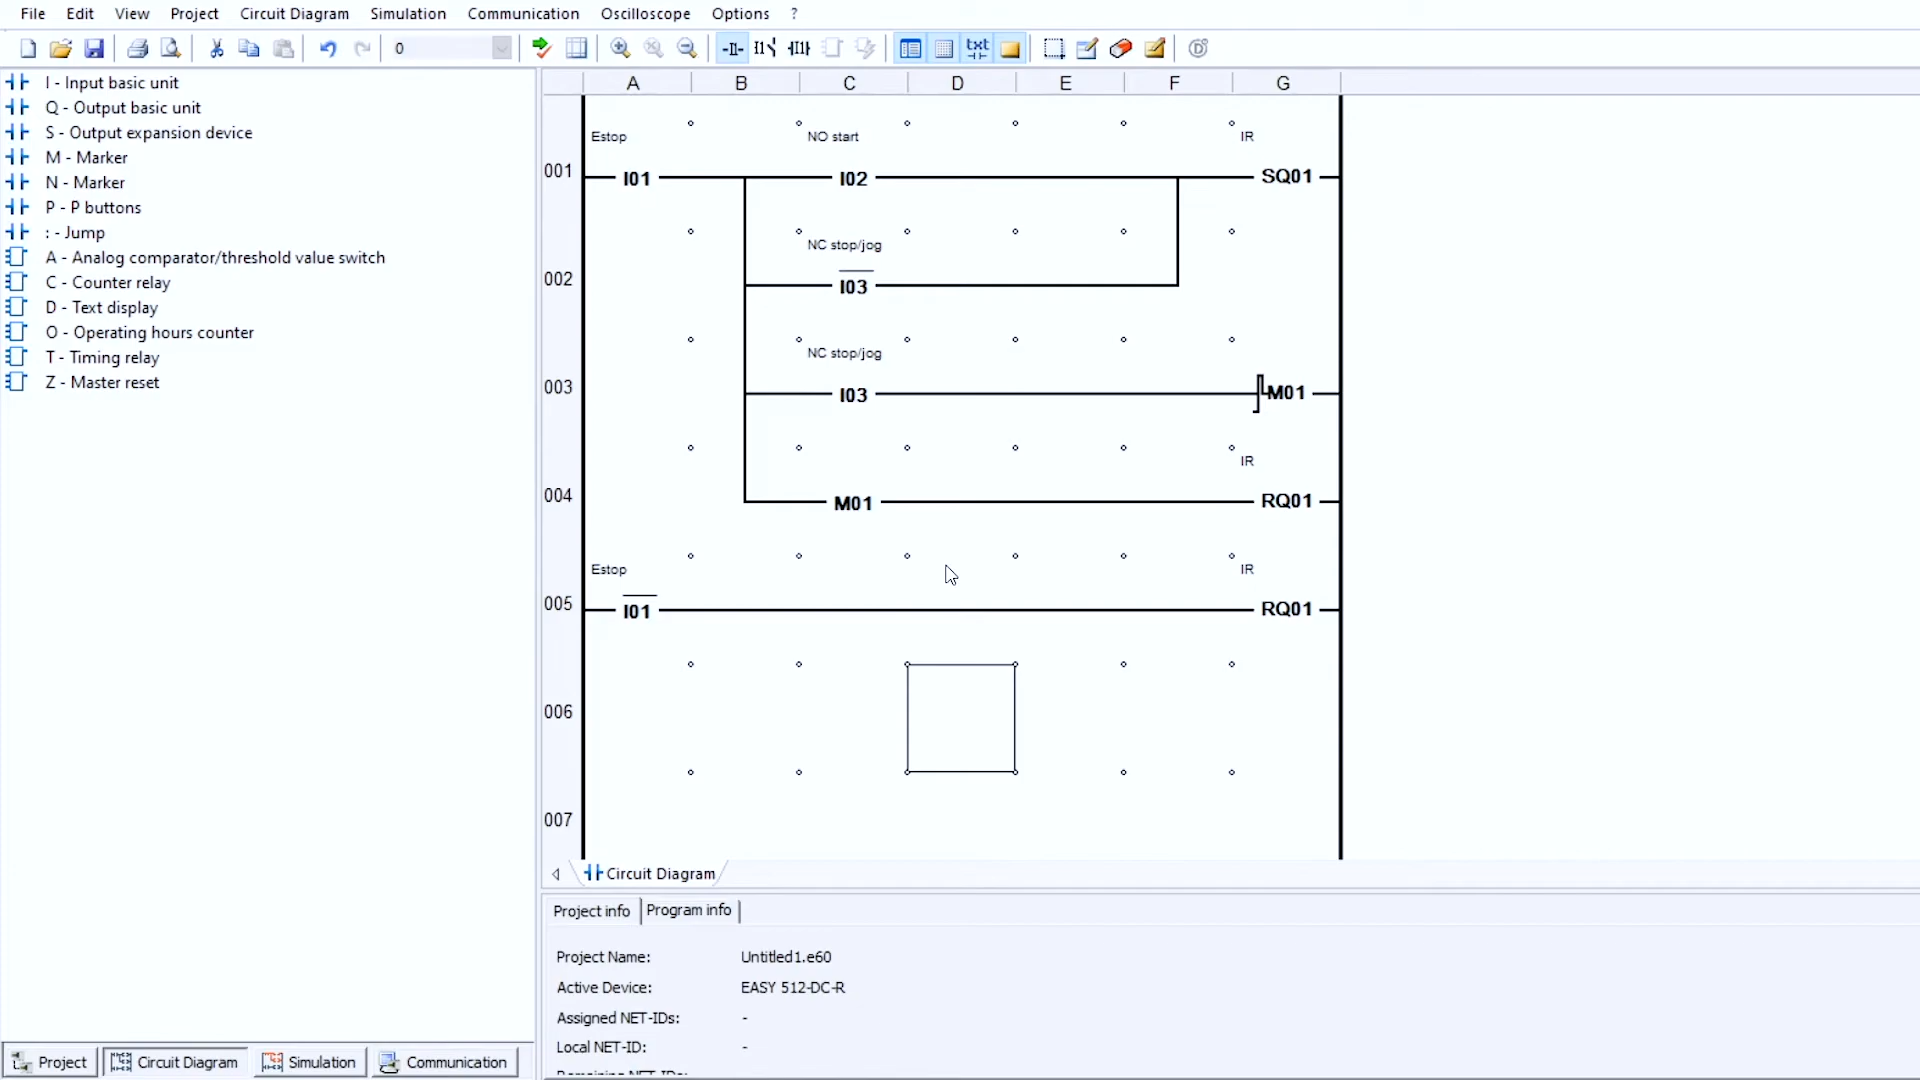 File Edit View Project Circuit Diagram Simulation Communication Oscilloscope Options ?
0
I - Input basic unit
Q - Output basic unit
S - Output expansion device
M - Marker
N - Marker
P - P buttons
: - Jump
A - Analog comparator/threshold value switch
C - Counter relay
D - Text display
O - Operating hours counter
T - Timing relay
Z - Master reset
A B C D E F G
Estop NO start IR
001 I01 I02 SQ01
NC stop/jog
002 I03
NC stop/jog
003 I03 M01
IR
004 M01 RQ01
Estop IR
005 I01 RQ01
006
007
Circuit Diagram
Project info Program info
Project Name: Untitled1.e60
Active Device: EASY 512-DC-R
Assigned NET-IDs: -
Local NET-ID: -
Project Circuit Diagram Simulation Communication